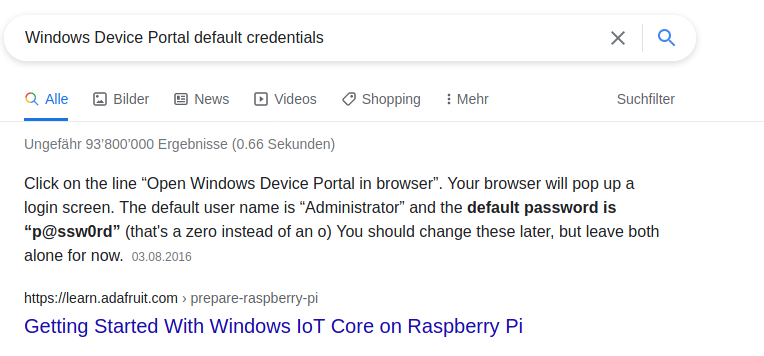 Windows Device Portal default credentials
Alle Bilder News Videos Shopping Mehr Suchfilter
Ungefähr 93’800’000 Ergebnisse (0.66 Sekunden)
Click on the line “Open Windows Device Portal in browser”. Your browser will pop up a
login screen. The default user name is “Administrator” and the default password is
“p@ssw0rd” (that's a zero instead of an o) You should change these later, but leave both
alone for now. 03.08.2016
https://learn.adafruit.com › prepare-raspberry-pi
Getting Started With Windows IoT Core on Raspberry Pi